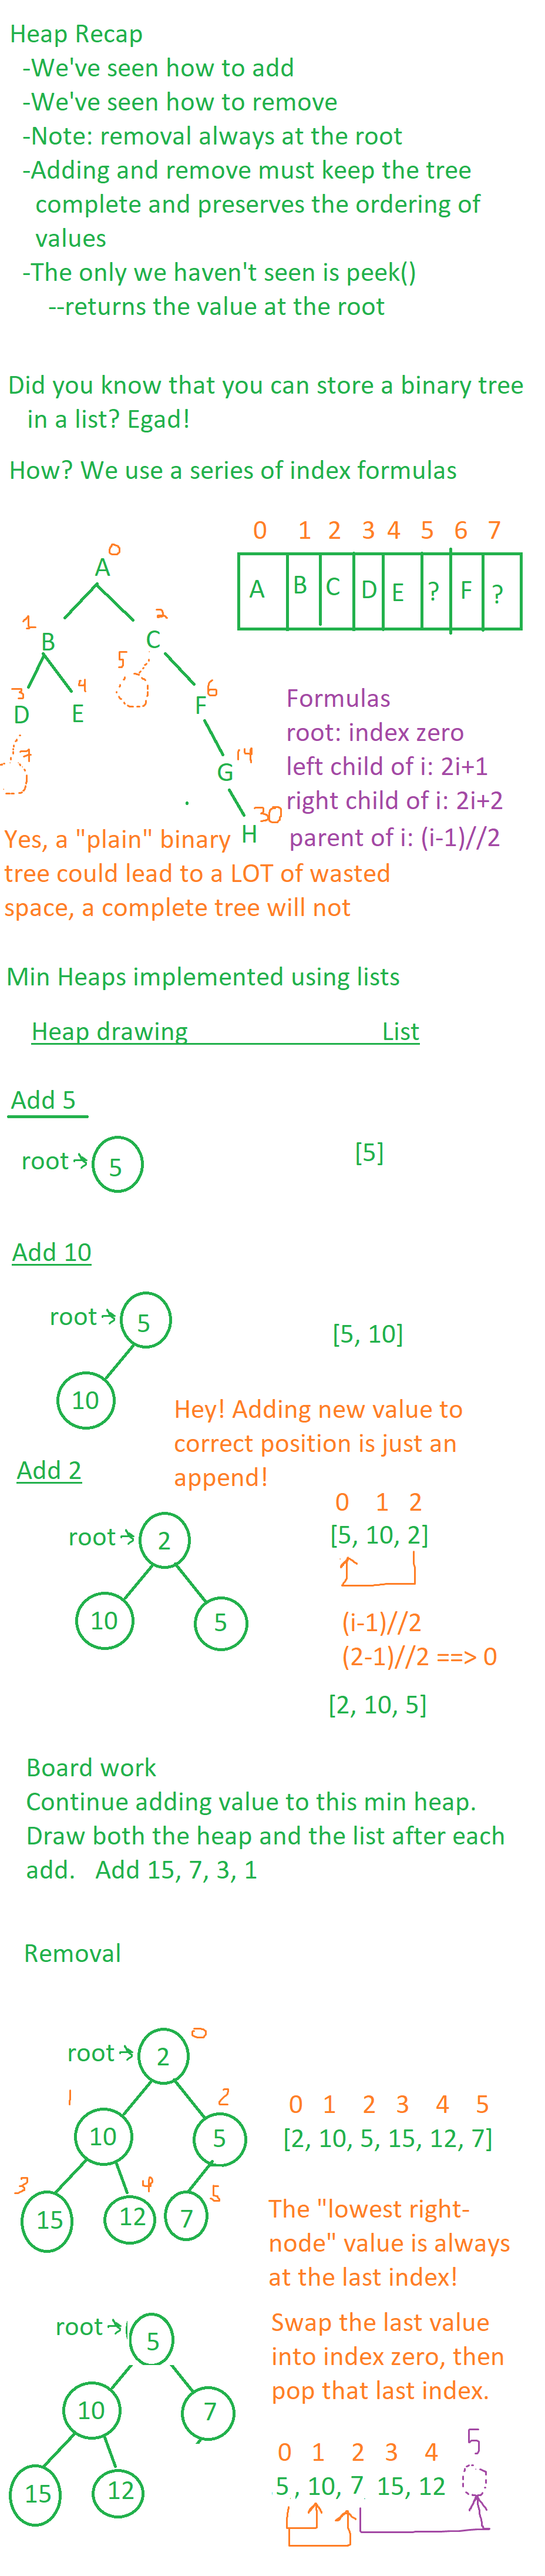 Heap Recap
-We've seen how to add
-We've seen how to remove
-Note: removal always at the root
-Adding and remove must keep the tree
complete and preserves the ordering of
values
-The only we haven't seen is peek()
--returns the value at the root
Did you know that you can store a binary tree
in a list? Egad!
How? We use a series of index formulas
0 1 2 3 4 5 6 7
A B C D E ? F ?
A 0
1 B
C 2
3 D
E 4
5
F 6
7
G 14
H 30
Formulas
root: index zero
left child of i: 2i+1
right child of i: 2i+2
parent of i: (i-1)//2
Yes, a "plain" binary
tree could lead to a LOT of wasted
space, a complete tree will not
Min Heaps implemented using lists
Heap drawing List
Add 5
root 5 [5]
Add 10
root 5
[5, 10]
10
Hey! Adding new value to
correct position is just an
append!
Add 2
0 1 2
root 2 [5, 10, 2]
10 5
(i-1)//2
(2-1)//2 ==> 0
[2, 10, 5]
Board work
Continue adding value to this min heap.
Draw both the heap and the list after each
add. Add 15, 7, 3, 1
Removal
root 2 0
1 2
10 5
3 4 5
15 12 7
0 1 2 3 4 5
[2, 10, 5, 15, 12, 7]
The "lowest right-
node" value is always
at the last index!
Swap the last value
into index zero, then
pop that last index.
root 5
10 7
15 12
0 1 2 3 4 5
5 , 10, 7 15, 12